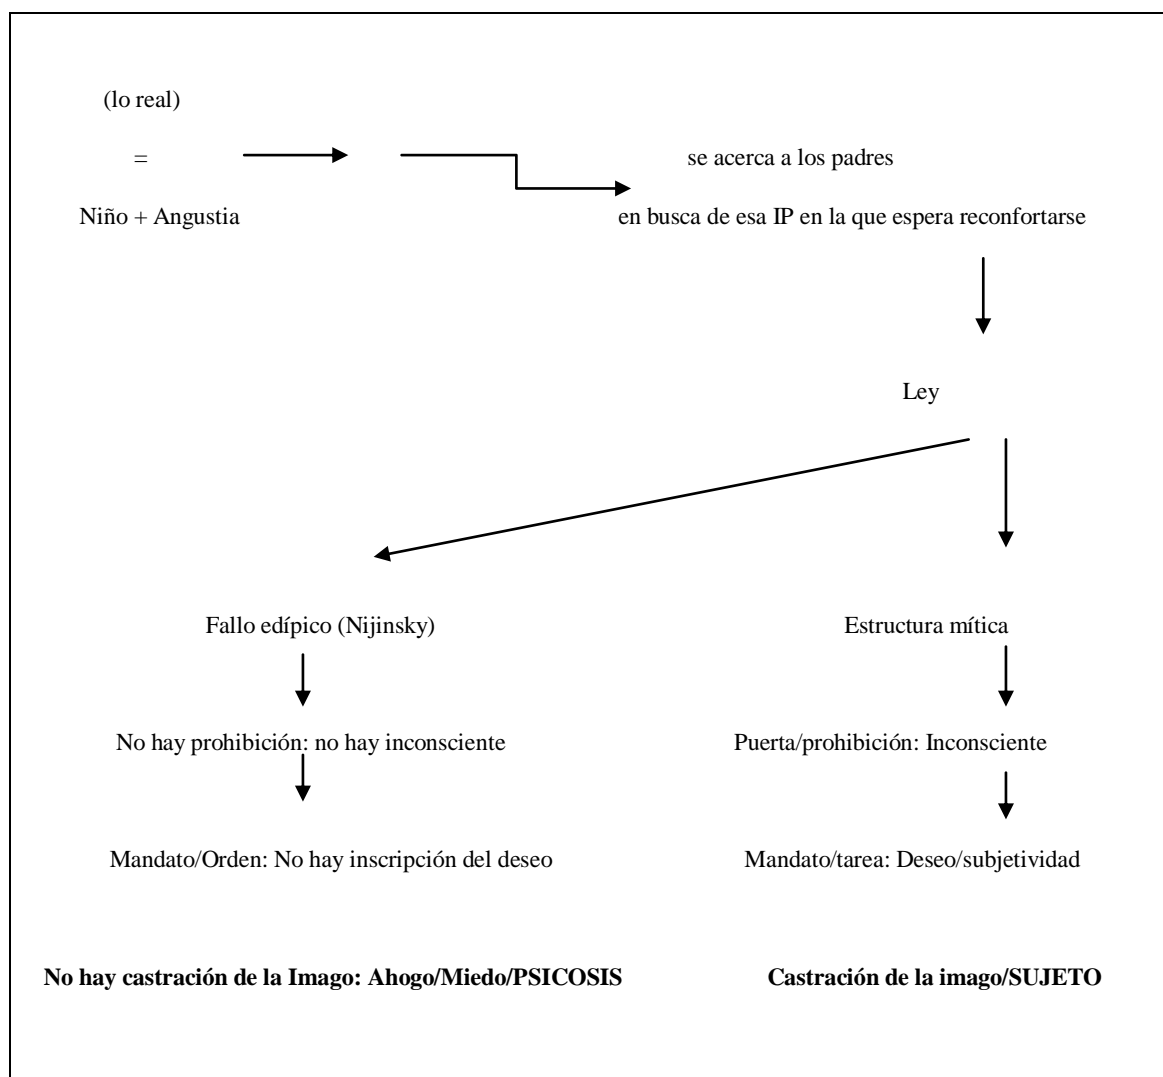 (lo real)
= se acerca a los padres
Niño + Angustia en busca de esa IP en la que espera reconfortarse
Ley
Fallo edípico (Nijinsky) Estructura mítica
No hay prohibición: no hay inconsciente Puerta/prohibición: Inconsciente
Mandato/Orden: No hay inscripción del deseo Mandato/tarea: Deseo/subjetividad
No hay castración de la Imago: Ahogo/Miedo/PSICOSIS Castración de la imago/SUJETO